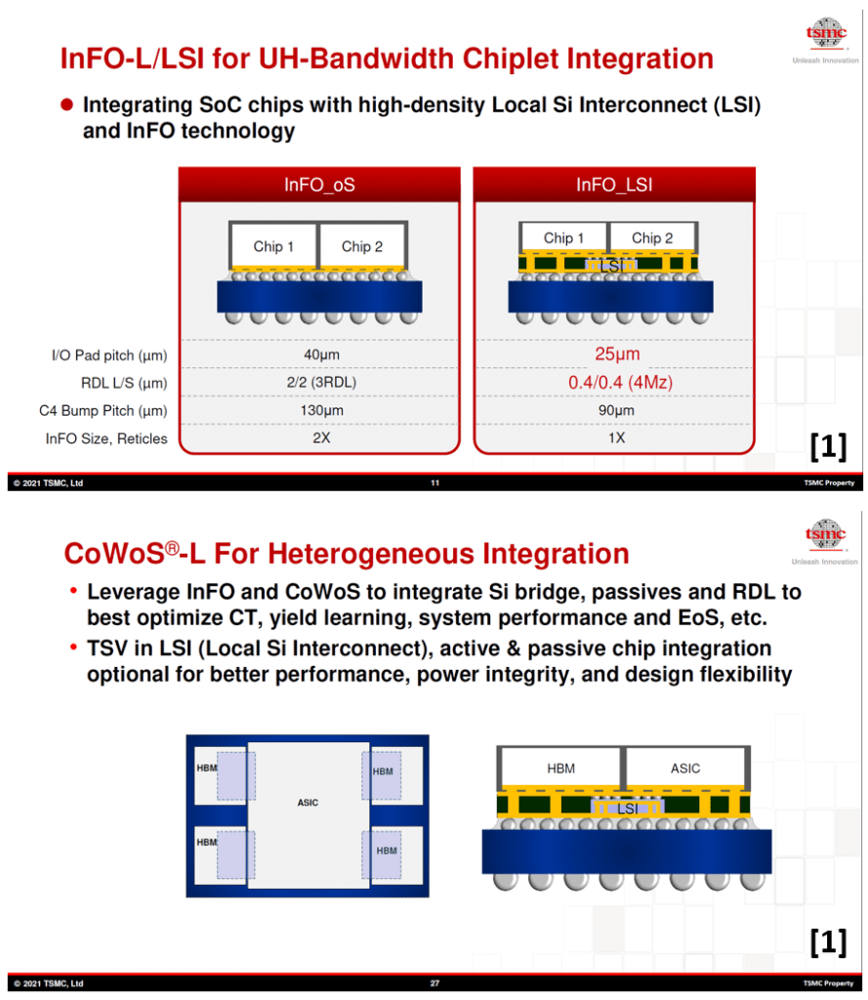 tsmc
Unleash Innovation
InFO-L/LSI for UH-Bandwidth Chiplet Integration
Integrating SoC chips with high-density Local Si Interconnect (LSI)
and InFO technology
InFO_oS
InFO_LSI
Chip 1
Chip 2
Chip 1
Chip 2
LSI
I/O Pad pitch (μm) 40μm 25μm
RDL L/S (μm) 2/2 (3RDL) 0.4/0.4 (4Mz)
C4 Bump Pitch (μm) 130μm 90μm
InFO Size, Reticles 2X 1X
[1]
© 2021 TSMC, Ltd 11 TSMC Property
tsmc
Unleash Innovation
CoWoS®-L For Heterogeneous Integration
• Leverage InFO and CoWoS to integrate Si bridge, passives and RDL to
best optimize CT, yield learning, system performance and EoS, etc.
• TSV in LSI (Local Si Interconnect), active & passive chip integration
optional for better performance, power integrity, and design flexibility
HBM
HBM
ASIC
HBM
HBM
HBM
ASIC
LSI
[1]
© 2021 TSMC, Ltd 27 TSMC Property